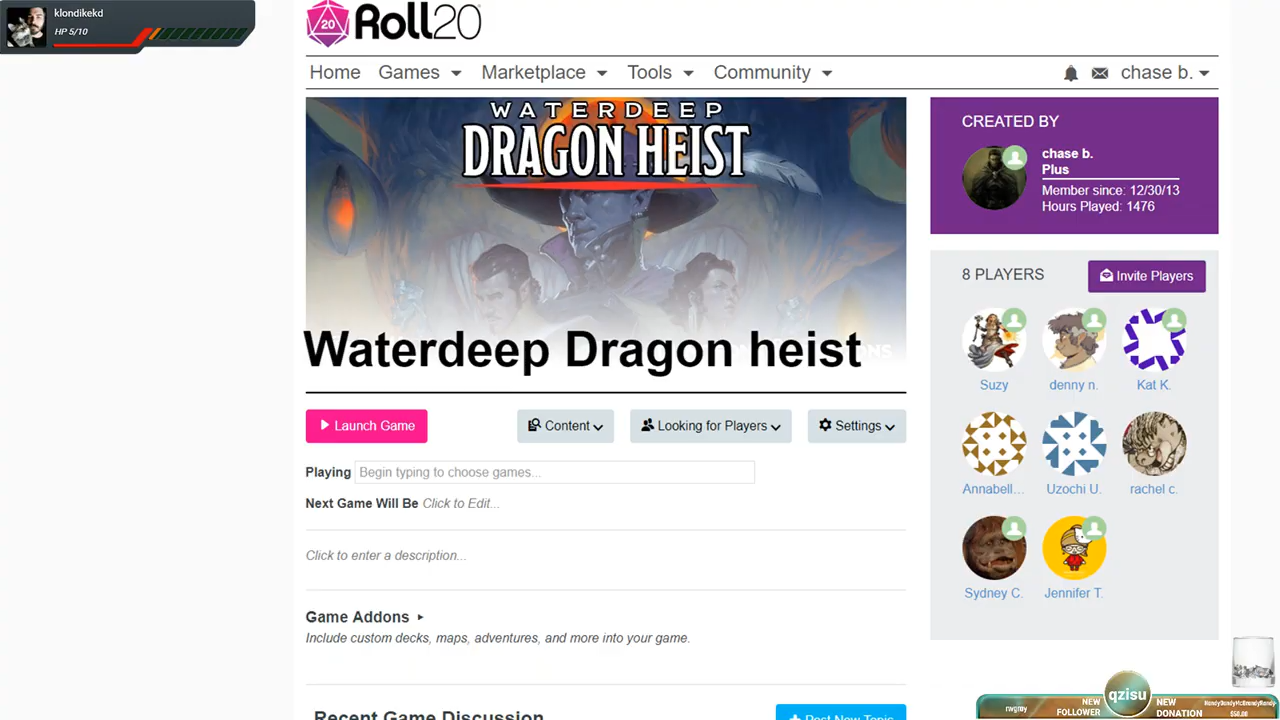 klondikekd
HP 5/10
20
Roll20
Home Games Marketplace Tools Community chase b.
WATERDEEP
DRAGON HEIST
Waterdeep Dragon heist
Launch Game Content Looking for Players Settings
Playing Begin typing to choose games...
Next Game Will Be Click to Edit...
Click to enter a description...
Game Addons
Include custom decks, maps, adventures, and more into your game.
Recent Game Discussion
Post New Topic
CREATED BY
chase b.
Plus
Member since: 12/30/13
Hours Played: 1476
8 PLAYERS Invite Players
Suzy denny n. Kat K.
Annabell... Uzochi U. rachel c.
Sydney C. Jennifer T.
qzisu
NEW
FOLLOWER
NEW
DONATION
$50.00